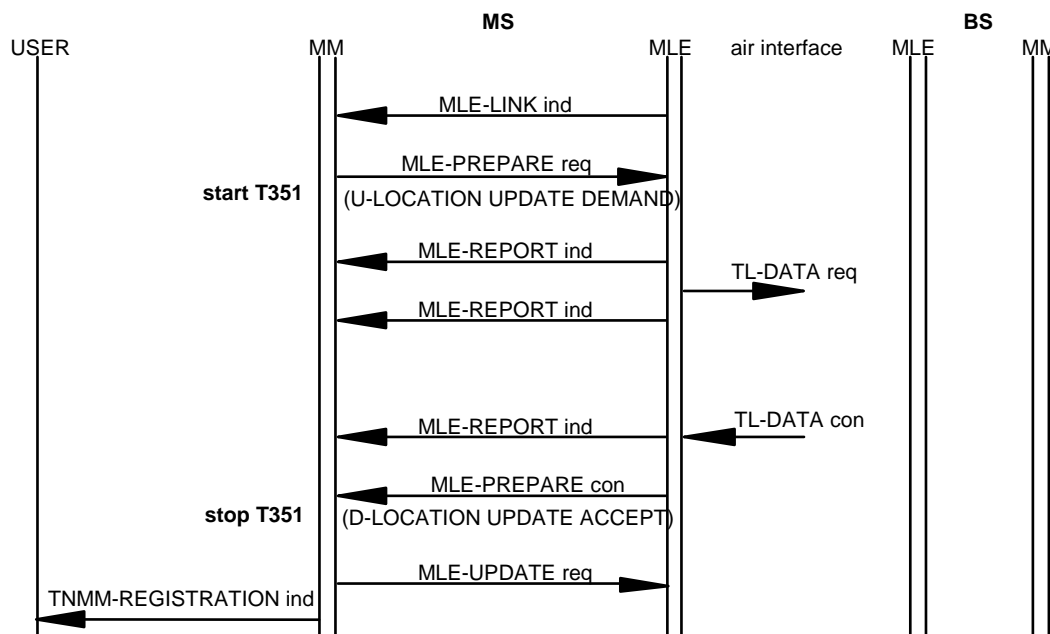 MS BS
USER MM MLE air interface MLE MM
MLE-LINK ind
MLE-PREPARE req
start T351
(U-LOCATION UPDATE DEMAND)
MLE-REPORT ind
TL-DATA req
MLE-REPORT ind
TL-DATA con
MLE-REPORT ind
MLE-PREPARE con
stop T351
(D-LOCATION UPDATE ACCEPT)
MLE-UPDATE req
TNMM-REGISTRATION ind